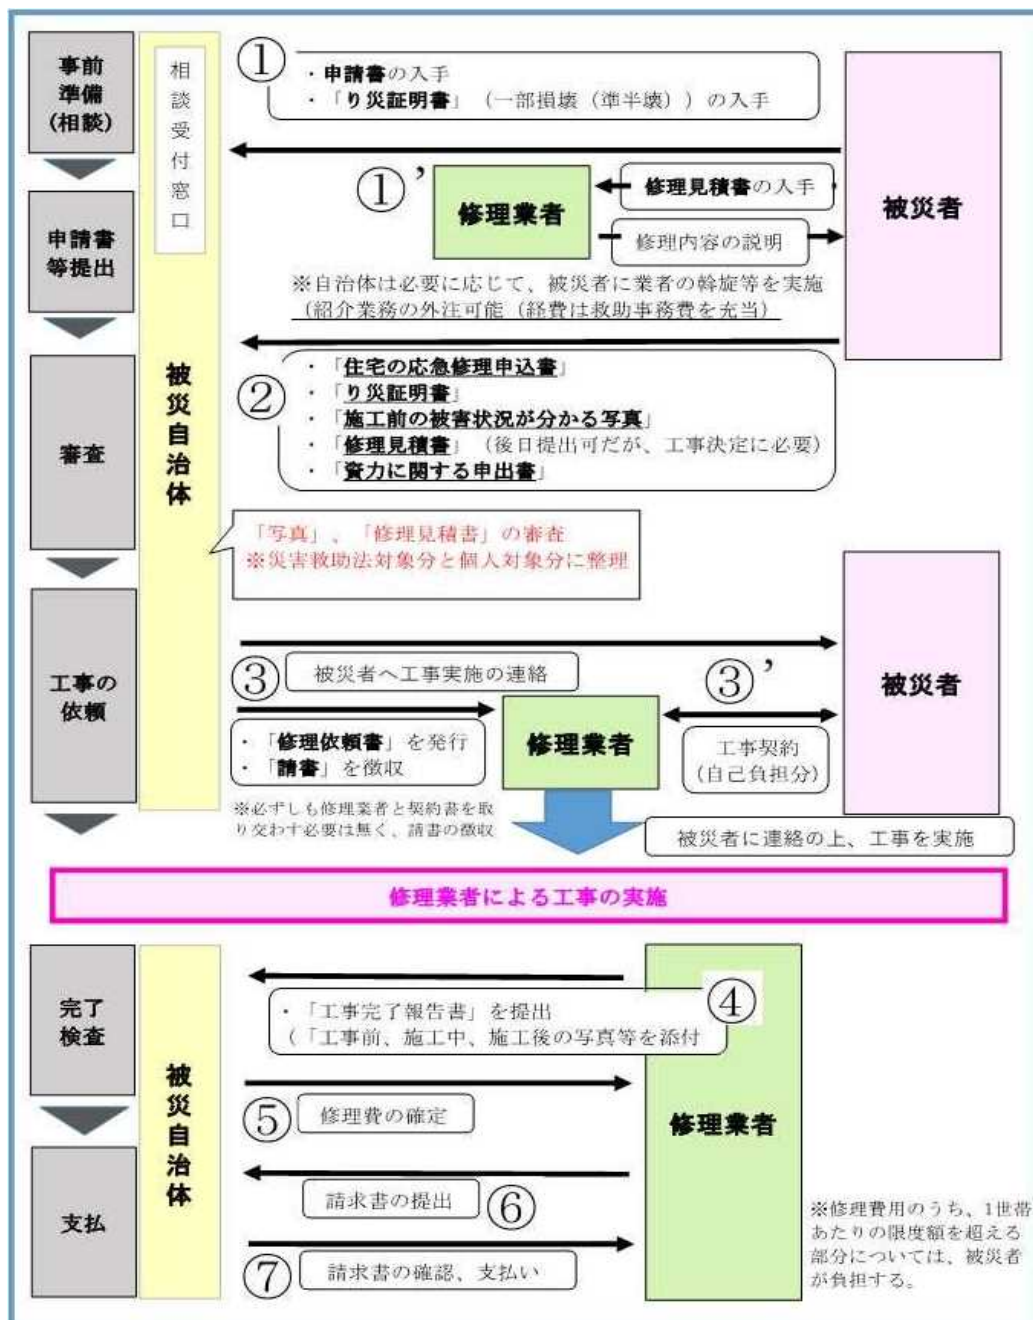 事前
準備
(相談)
相談受付窓口
①
・申請書の入手
・「り災証明書」（一部損壊（準半壊））の入手
①’
修理業者
修理見積書の入手
修理内容の説明
被災者
申請書
等提出
※自治体は必要に応じて、被災者に業者の斡旋等を実施
(紹介業務の外注可能（経費は救助事務費を充当）
②
・「住宅の応急修理申込書」
・「り災証明書」
・「施工前の被害状況が分かる写真」
・「修理見積書」（後日提出可だが、工事決定に必要）
・「資力に関する申出書」
審査
被災自治体
「写真」、「修理見積書」の審査
※災害救助法対象分と個人対象分に整理
工事の
依頼
③
被災者へ工事実施の連絡
③’
被災者
・「修理依頼書」を発行
・「請書」を徴収
修理業者
工事契約
(自己負担分)
※必ずしも修理業者と契約書を取
り交わす必要は無く、請書の徴収
被災者に連絡の上、工事を実施
修理業者による工事の実施
完了
検査
被災自治体
④
・「工事完了報告書」を提出
(「工事前、施工中、施工後の写真等を添付
修理業者
⑤
修理費の確定
支払
請求書の提出
⑥
⑦
請求書の確認、支払い
※修理費用のうち、1世帯
あたりの限度額を超える
部分については、被災者
が負担する。